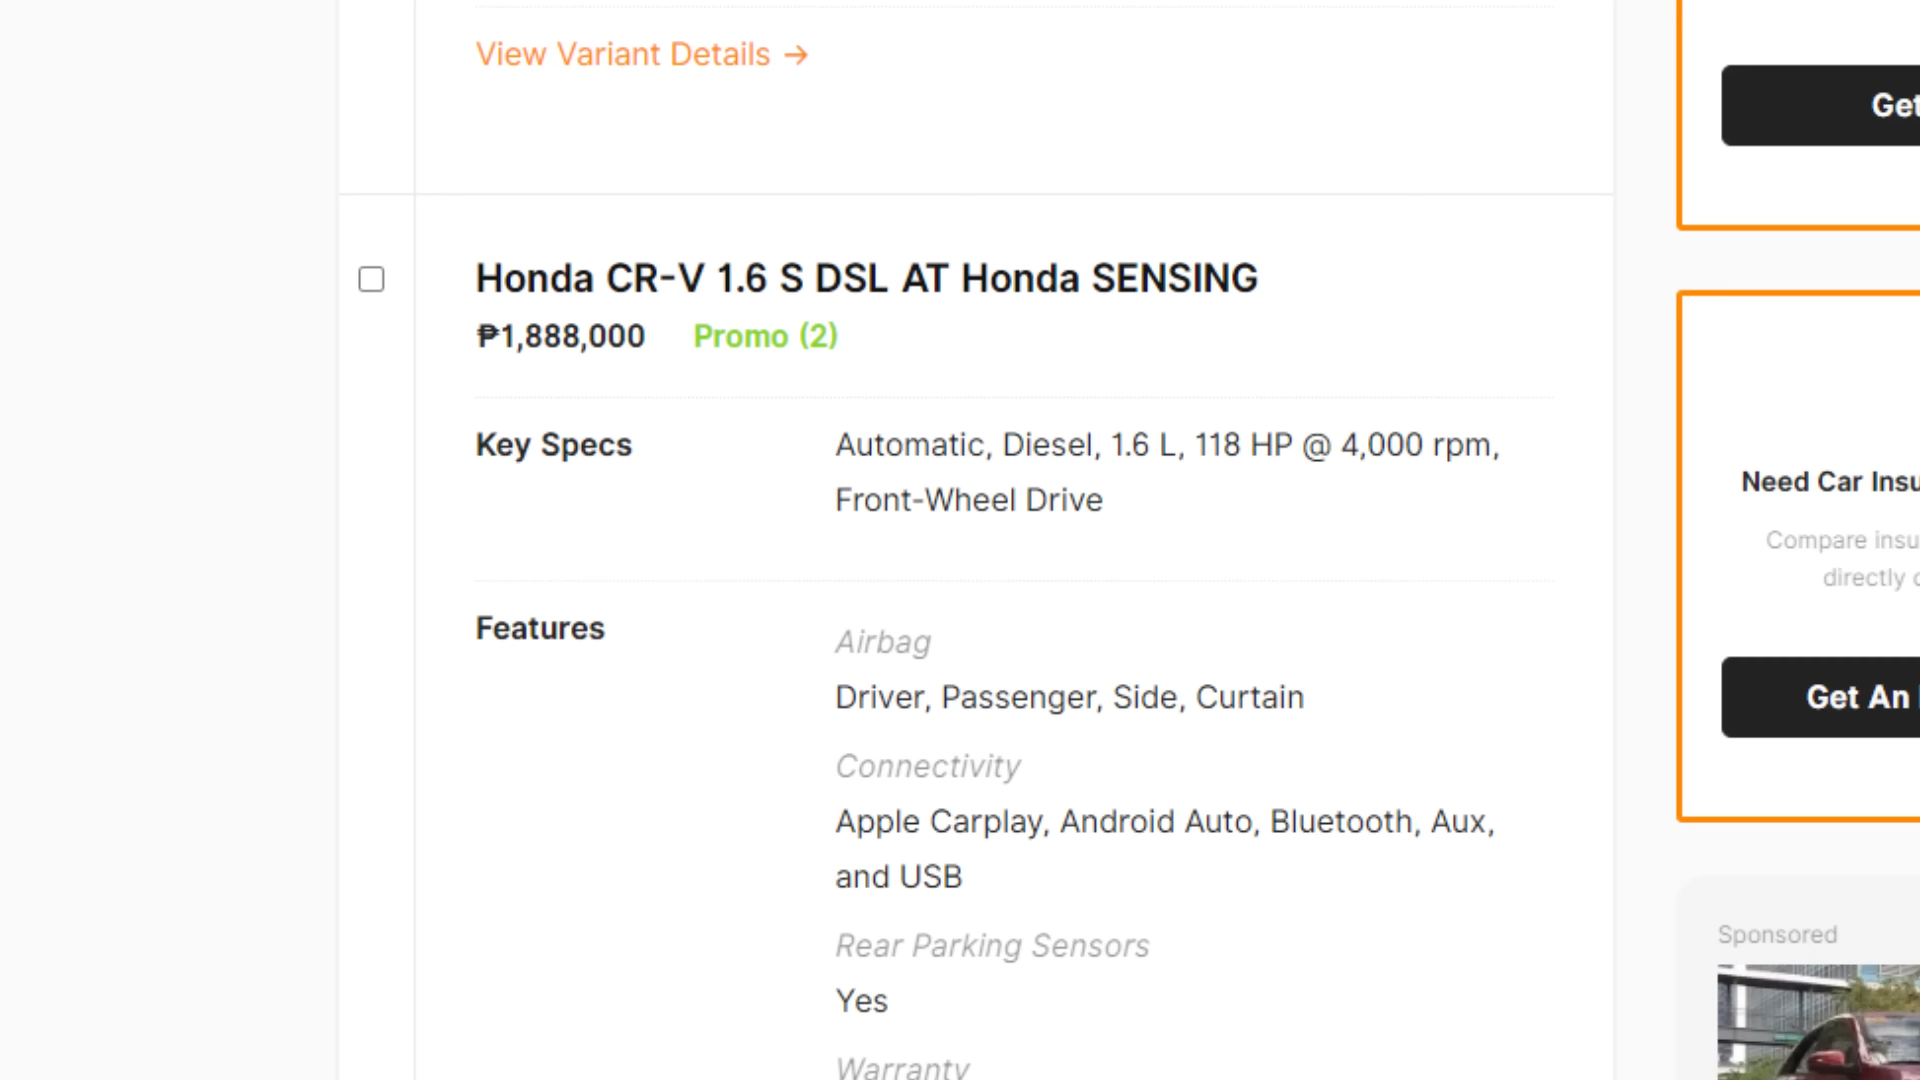 View Variant Details →
Get
Honda CR-V 1.6 S DSL AT Honda SENSING
₱1,888,000 Promo (2)
Key Specs
Automatic, Diesel, 1.6 L, 118 HP @ 4,000 rpm,
Front-Wheel Drive
Features
Airbag
Driver, Passenger, Side, Curtain
Connectivity
Apple Carplay, Android Auto, Bluetooth, Aux,
and USB
Rear Parking Sensors
Yes
Warranty
Need Car Insu
Compare insu
directly
Get An
Sponsored